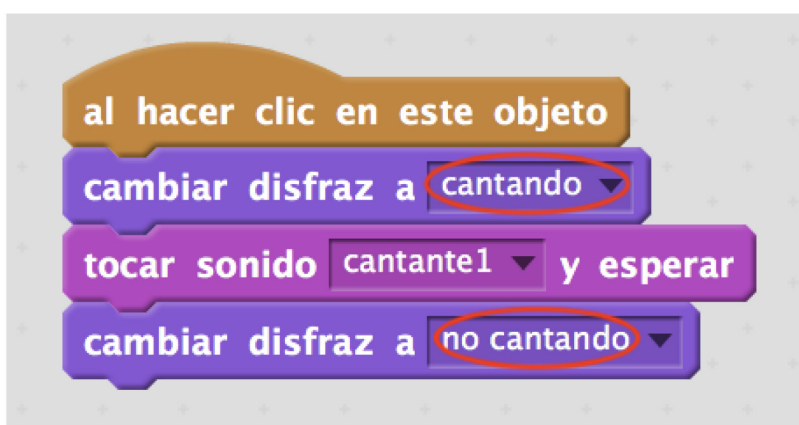 al hacer clic en este objeto
cambiar disfraz a cantando
tocar sonido cantante1 y esperar
cambiar disfraz a no cantando